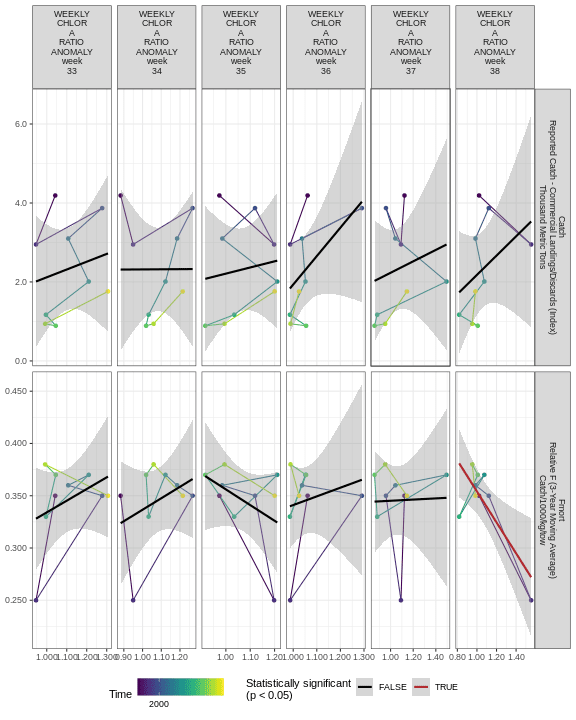 WEEKLY
CHLOR
A
RATIO
ANOMALY
week
33
WEEKLY
CHLOR
A
RATIO
ANOMALY
week
34
WEEKLY
CHLOR
A
RATIO
ANOMALY
week
35
WEEKLY
CHLOR
A
RATIO
ANOMALY
week
36
WEEKLY
CHLOR
A
RATIO
ANOMALY
week
37
WEEKLY
CHLOR
A
RATIO
ANOMALY
week
38
6.0
4.0
2.0
0.0
Catch
Reported Catch - Commercial Landings/Discards (Index)
Thousand Metric Tons
0.450
0.400
0.350
0.300
0.250
Fmort
Relative F (3-Year Moving Average)
Catch/1000/kg/tow
1.000 1.100 1.200 1.300
0.90 1.00 1.10 1.20
1.00 1.20
1.000 1.100 1.200 1.300
1.00 1.20 1.40
0.80 1.00 1.20 1.40
Time
2000
Statistically significant
(p < 0.05)
FALSE
TRUE